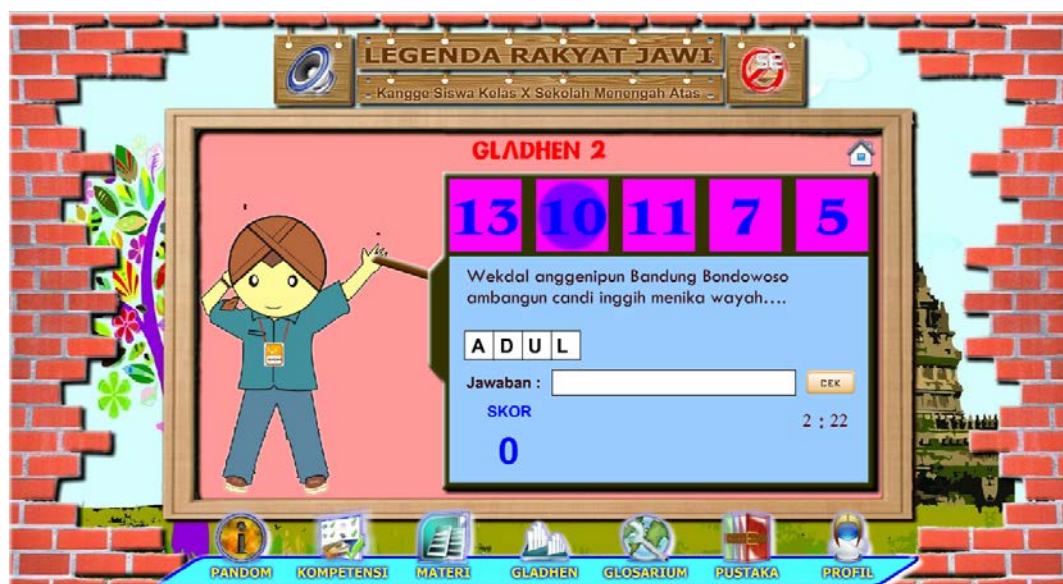 LEGENDA RAKYAT JAWI
Kangge Siswa Kelas X Sekolah Menengah Atas
SE
GLADHEN 2
13 10 11 7 5
Wekdal anggenipun Bandung Bondowoso
ambangun candi inggih menika wayah....
A D U L
Jawaban :
CEK
SKOR
2 : 22
0
PANDOM KOMPETENSI MATERI GLADHEN GLOSARIUM PUSTAKA PROFIL